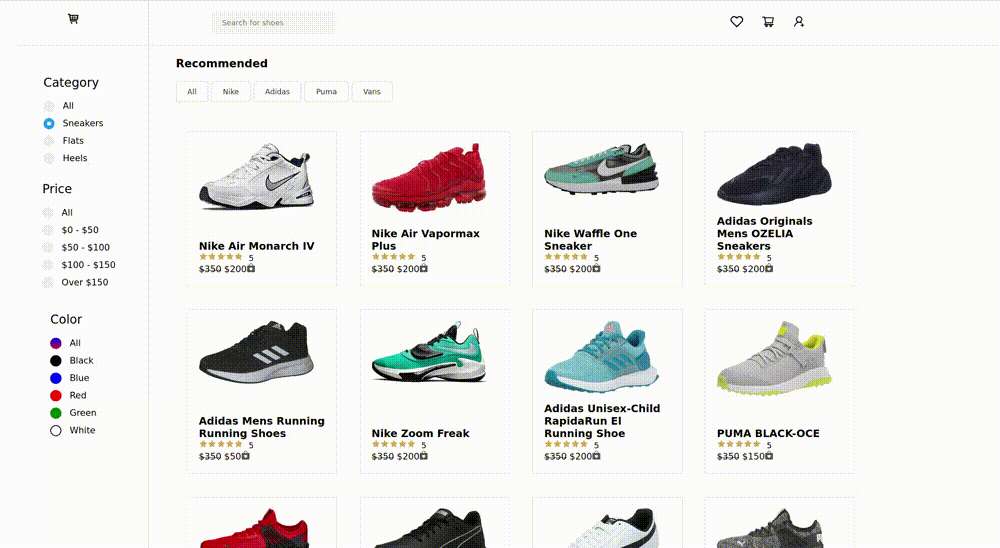 Search for shoes
Recommended
All
Nike
Adidas
Puma
Vans
Category
All
Sneakers
Flats
Heels
Price
All
$0 - $50
$50 - $100
$100 - $150
Over $150
Color
All
Black
Blue
Red
Green
White
Nike Air Monarch IV
5
$350 $200
Nike Air Vapormax
Plus
5
$350 $200
Nike Waffle One
Sneaker
5
$350 $200
Adidas Originals
Mens OZELIA
Sneakers
5
$350 $200
Adidas Mens Running
Running Shoes
5
$350 $50
Nike Zoom Freak
5
$350 $200
Adidas Unisex-Child
RapidaRun El
Running Shoe
5
$350 $200
PUMA BLACK-OCE
5
$350 $150